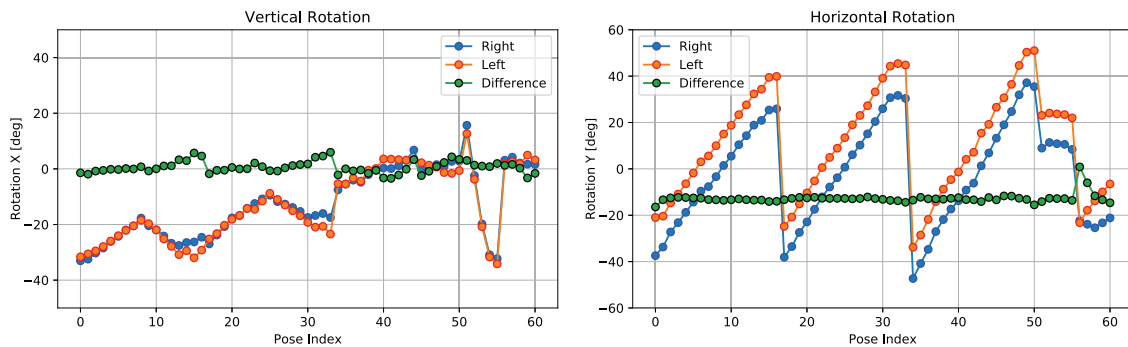 Vertical Rotation
40
20
0
−20
−40
Rotation X [deg]
0
10
20
30
40
50
60
Pose Index
Right
Left
Difference
Horizontal Rotation
60
40
20
0
−20
−40
−60
Rotation Y [deg]
0
10
20
30
40
50
60
Pose Index
Right
Left
Difference